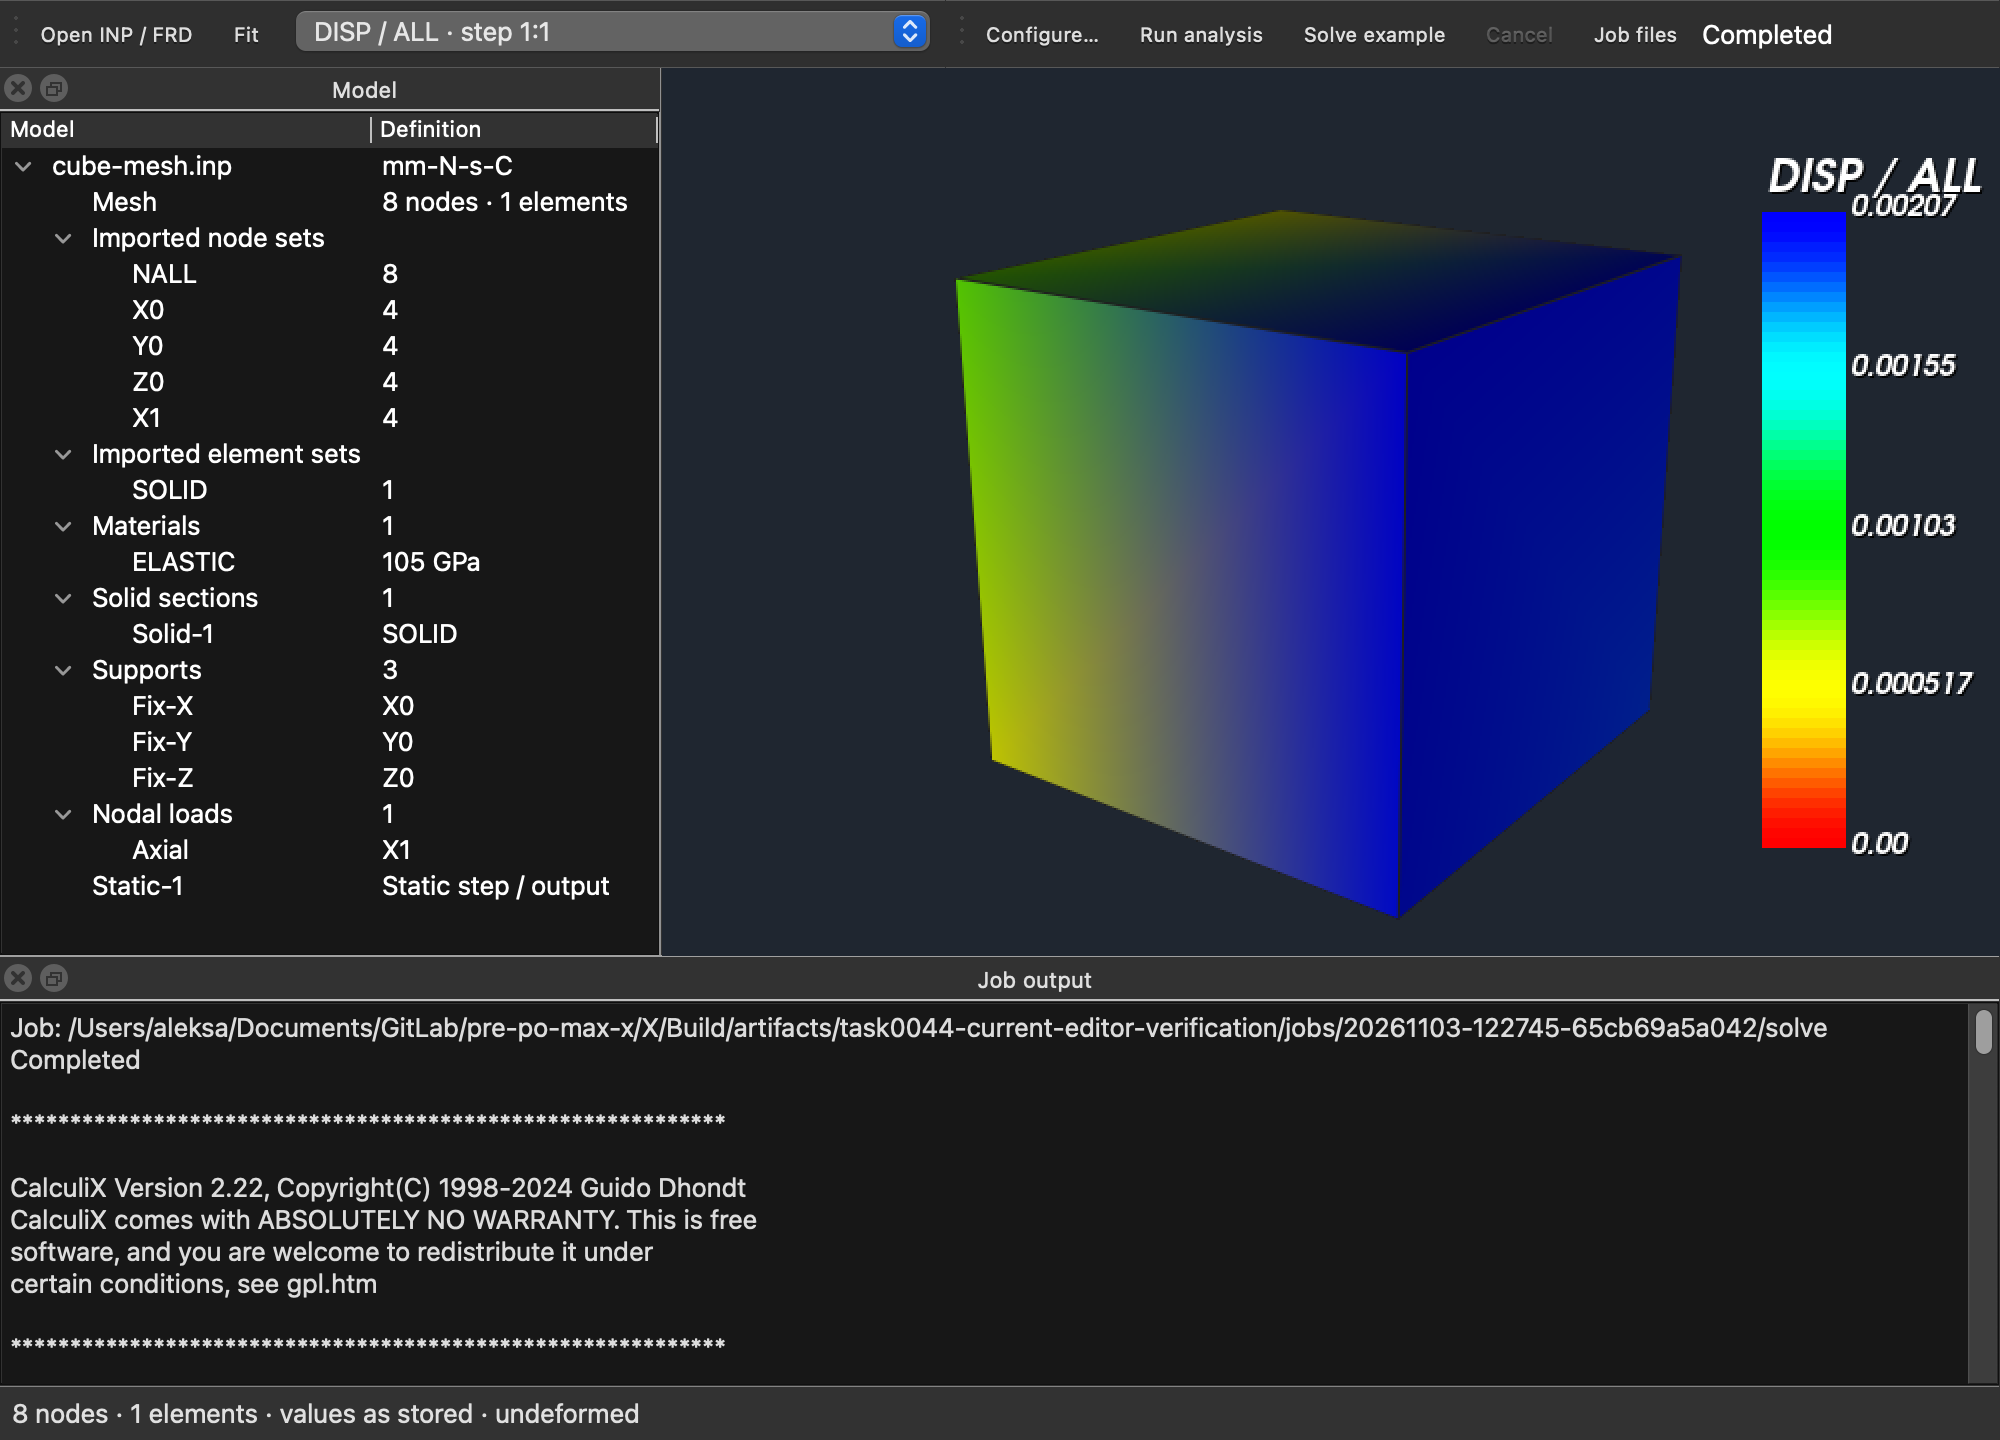 Open INP / FRD Fit DISP / ALL · step 1:1 Configure... Run analysis Solve example Cancel Job files Completed
Model
Model Definition
cube-mesh.inp mm-N-s-C
Mesh 8 nodes · 1 elements
Imported node sets
NALL 8
X0 4
Y0 4
Z0 4
X1 4
Imported element sets
SOLID 1
Materials 1
ELASTIC 105 GPa
Solid sections 1
Solid-1 SOLID
Supports 3
Fix-X X0
Fix-Y Y0
Fix-Z Z0
Nodal loads 1
Axial X1
Static-1 Static step / output
DISP / ALL
0.00207
0.00155
0.00103
0.000517
0.00
Job output
Job: /Users/aleksa/Documents/GitLab/pre-po-max-x/X/Build/artifacts/task0044-current-editor-verification/jobs/20261103-122745-65cb69a5a042/solve
Completed
************************************************************
CalculiX Version 2.22, Copyright(C) 1998-2024 Guido Dhondt
CalculiX comes with ABSOLUTELY NO WARRANTY. This is free
software, and you are welcome to redistribute it under
certain conditions, see gpl.htm
************************************************************
8 nodes · 1 elements · values as stored · undeformed